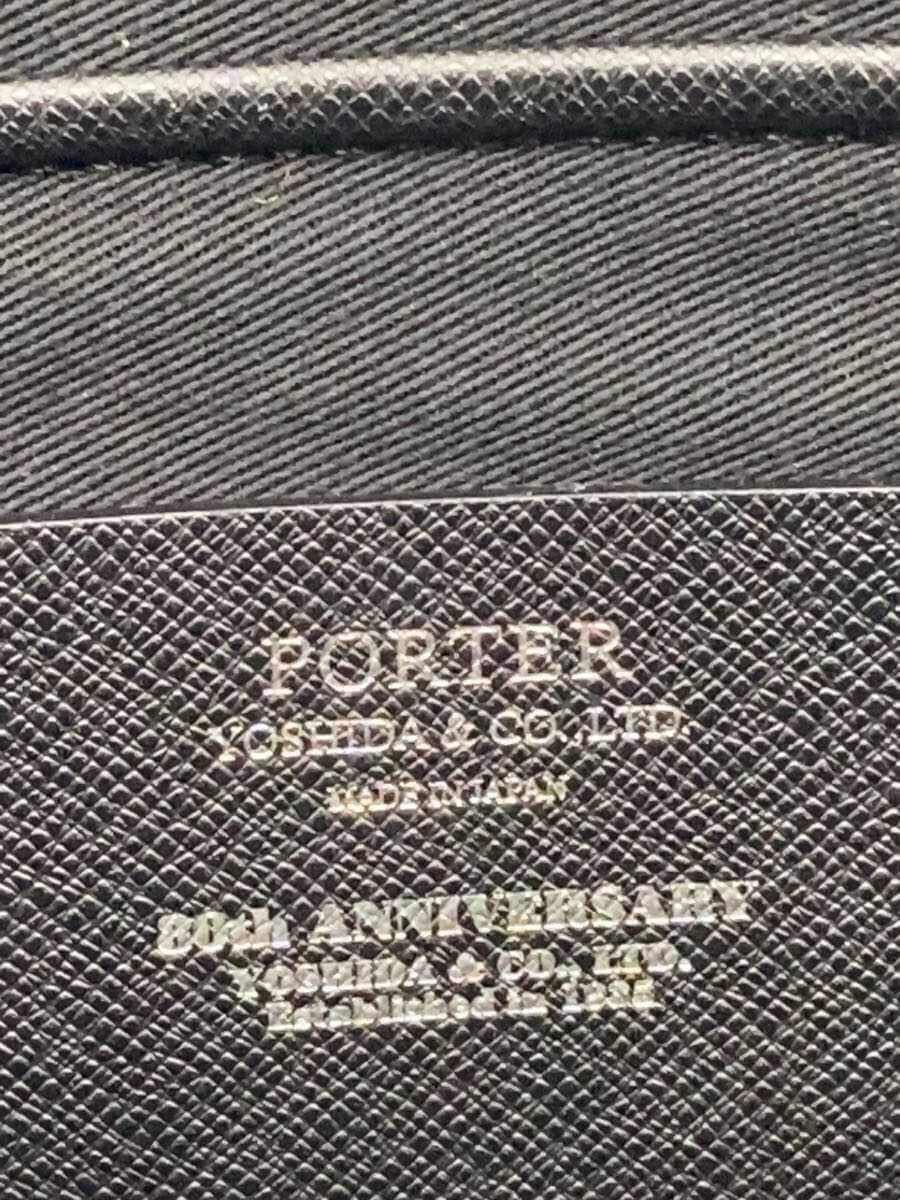 PORTER
YOSHIDA & CO.,LTD.
MADE IN JAPAN
80th ANNIVERSARY
YOSHIDA & CO., LTD.
Established in 1935